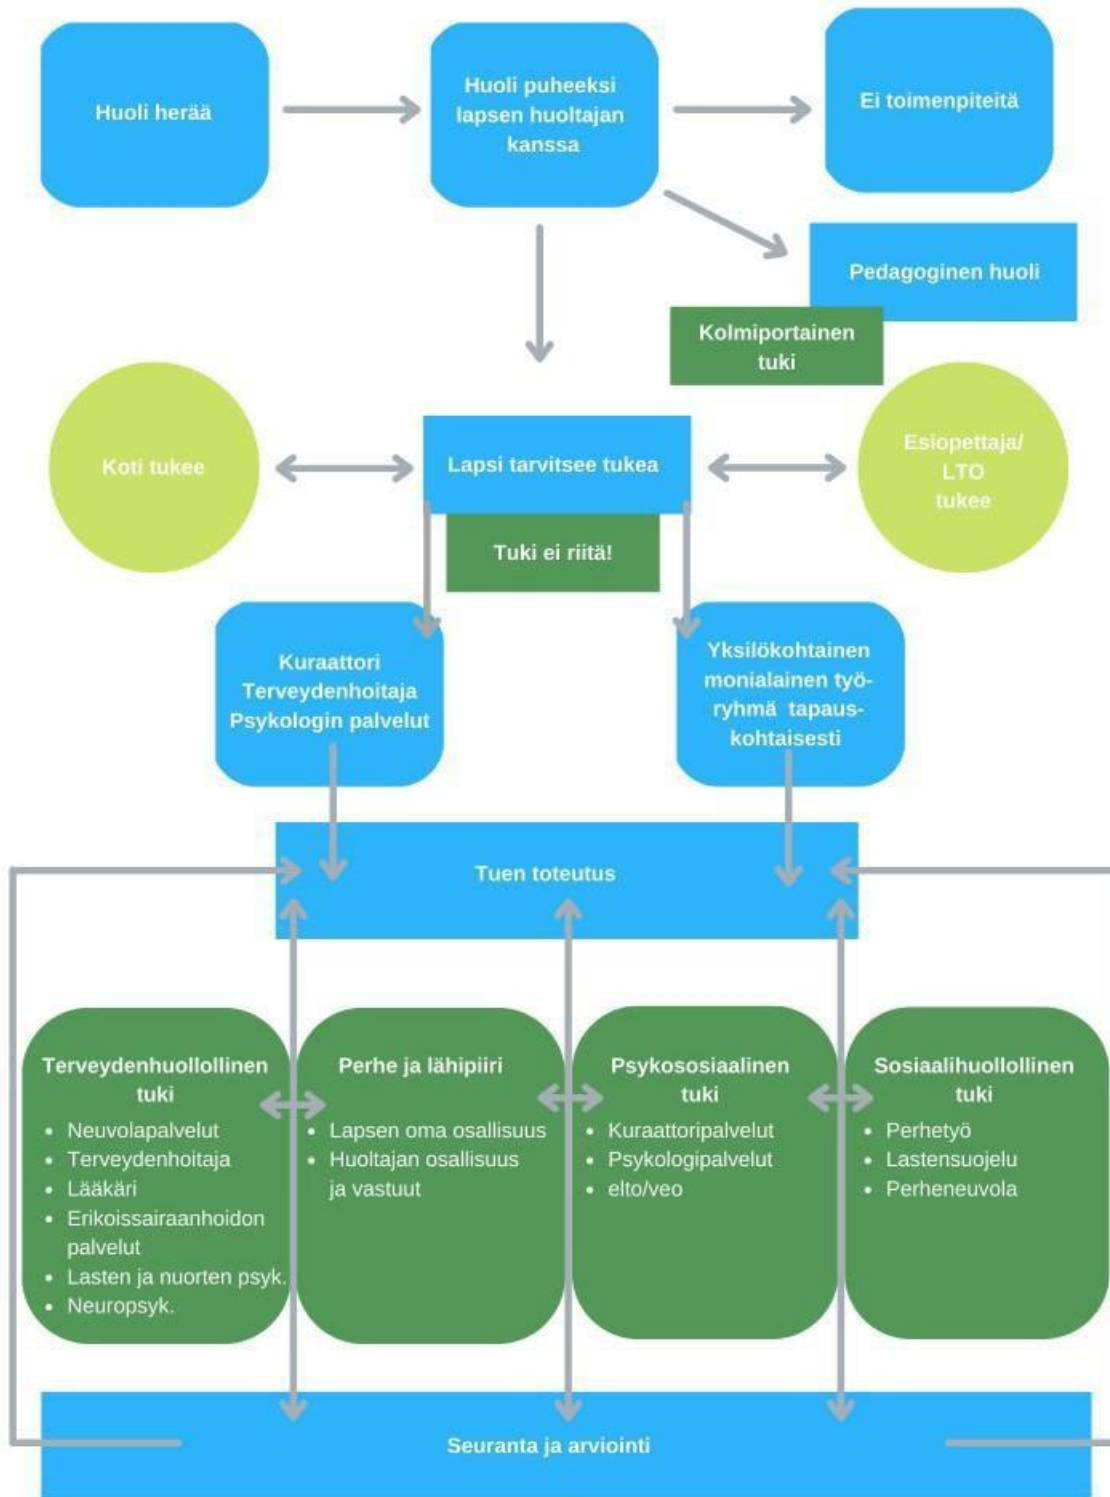 Huoli herää
Huoli puheeksi
lapsen huoltajan
kanssa
Ei toimenpiteitä
Pedagoginen huoli
Kolmiportainen
tuki
Koti tukee
Lapsi tarvitsee tukea
Esiopettaja/
LTO
tukee
Tuki ei riitä!
Kuraattori
Terveydenhoitaja
Psykologin palvelut
Yksilökohtainen
monialainen työ-
ryhmä tapaus-
kohtaisesti
Tuen toteutus
Terveydenhuollollinen
tuki
• Neuvolapalvelut
• Terveydenhoitaja
• Lääkäri
• Erikoissairaanhoidon
palvelut
• Lasten ja nuorten psyk.
• Neuropsyk.
Perhe ja lähipiiri
• Lapsen oma osallisuus
• Huoltajan osallisuus
ja vastuut
Psykososiaalinen
tuki
• Kuraattoripalvelut
• Psykologipalvelut
• elto/veo
Sosiaalihuollollinen
tuki
• Perhetyö
• Lastensuojelu
• Perheneuvola
Seuranta ja arviointi